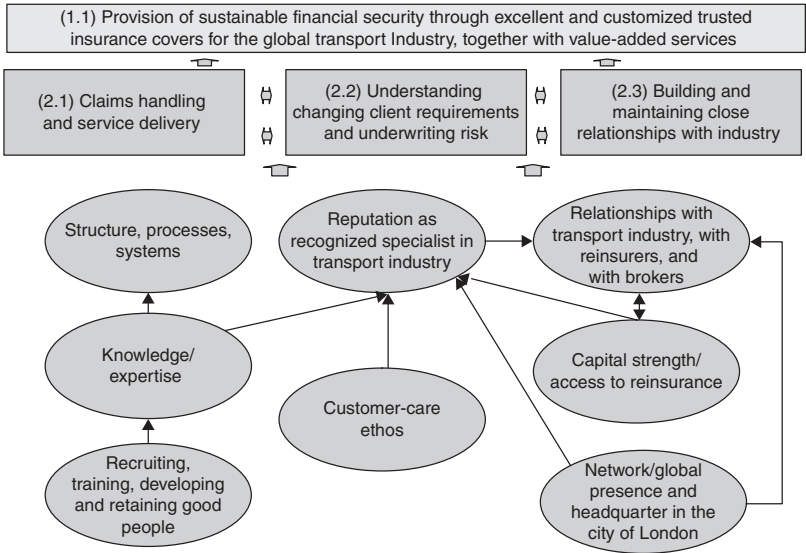 (1.1) Provision of sustainable financial security through excellent and customized trusted
insurance covers for the global transport Industry, together with value-added services
(2.1) Claims handling
and service delivery
(2.2) Understanding
changing client requirements
and underwriting risk
(2.3) Building and
maintaining close
relationships with industry
Structure, processes,
systems
Reputation as
recognized specialist in
transport industry
Relationships with
transport industry, with
reinsurers, and
with brokers
Knowledge/
expertise
Capital strength/
access to reinsurance
Customer-care
ethos
Recruiting,
training, developing
and retaining good
people
Network/global
presence and
headquarter in the
city of London